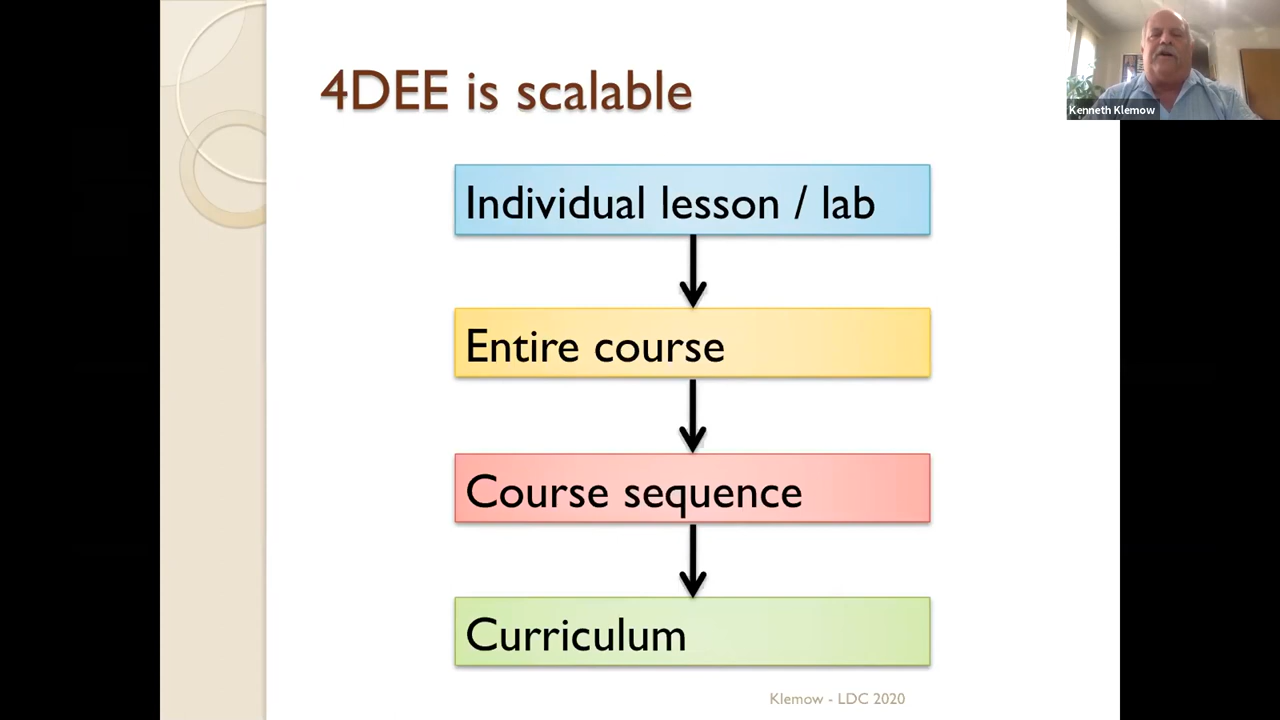 4DEE is scalable
Kenneth Klemow
Individual lesson / lab
Entire course
Course sequence
Curriculum
Klemow - LDC 2020